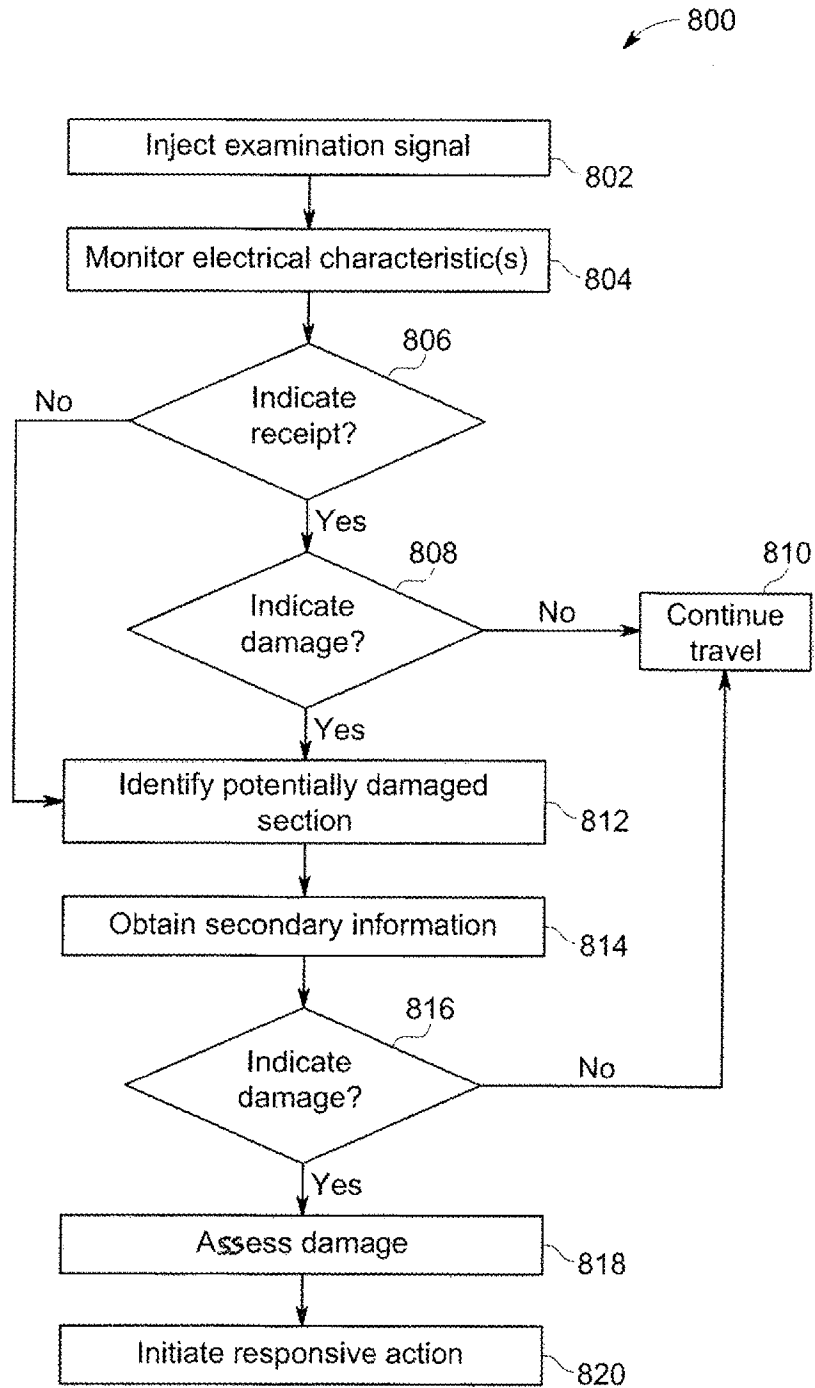 800
Inject examination signal
802
Monitor electrical characteristic(s)
804
806
Indicate
receipt?
No
Yes
808
Indicate
damage?
No
810
Continue
travel
Yes
Identify potentially damaged
section
812
Obtain secondary information
814
816
Indicate
damage?
No
Yes
Assess damage
818
Initiate responsive action
820